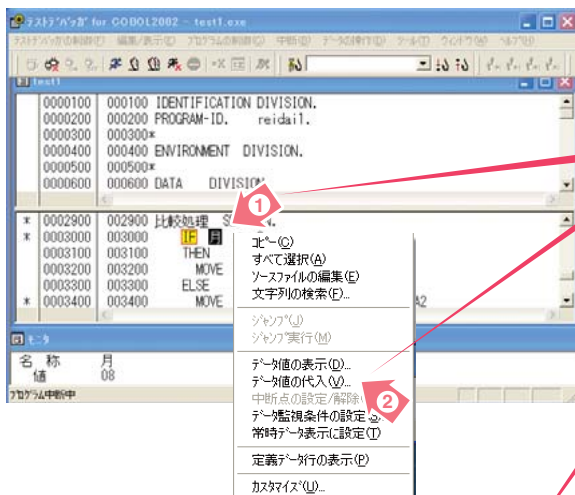 ﾃｽﾄﾃﾞﾊﾞｯｶﾞ for COBOL2002 - test1.exe
ﾃｽﾄﾃﾞﾊﾞｯｶﾞの制御(T) 編集/表示(E) ﾌﾟﾛｸﾞﾗﾑの制御(C) 中断(D) ﾃﾞｰﾀの操作(D) ﾂｰﾙ(T) ｳｨﾝﾄﾞｳ(W) ﾍﾙﾌﾟ(H)
test1
0000100 000100 IDENTIFICATION DIVISION.
0000200 000200 PROGRAM-ID. reidai1.
0000300 000300*
0000400 000400 ENVIRONMENT DIVISION.
0000500 000500*
0000600 000600 DATA DIVISION
1
* 0002900 002900 比較処理 S N.
* 0003000 003000 IF 月
0003100 003100 THEN
0003200 003200 MOVE
0003300 003300 ELSE
* 0003400 003400 MOVE A2
ｺﾋﾟｰ(C)
すべて選択(A)
ｿｰｽﾌｧｲﾙの編集(E)
文字列の検索(F)...
ｼﾞｬﾝﾌﾟ(J)
ｼﾞｬﾝﾌﾟ実行(M)
ﾃﾞｰﾀ値の表示(D)...
ﾃﾞｰﾀ値の代入(V)...
2
中断点の設定/解除
ﾃﾞｰﾀ監視条件の設定(S)
常時ﾃﾞｰﾀ表示に設定(T)
定義ﾃﾞｰﾀ行の表示(P)
ｶｽﾀﾏｲｽﾞ(U)...
ﾓﾆﾀ
名 称 月
値 08
ﾌﾟﾛｸﾞﾗﾑ中断中